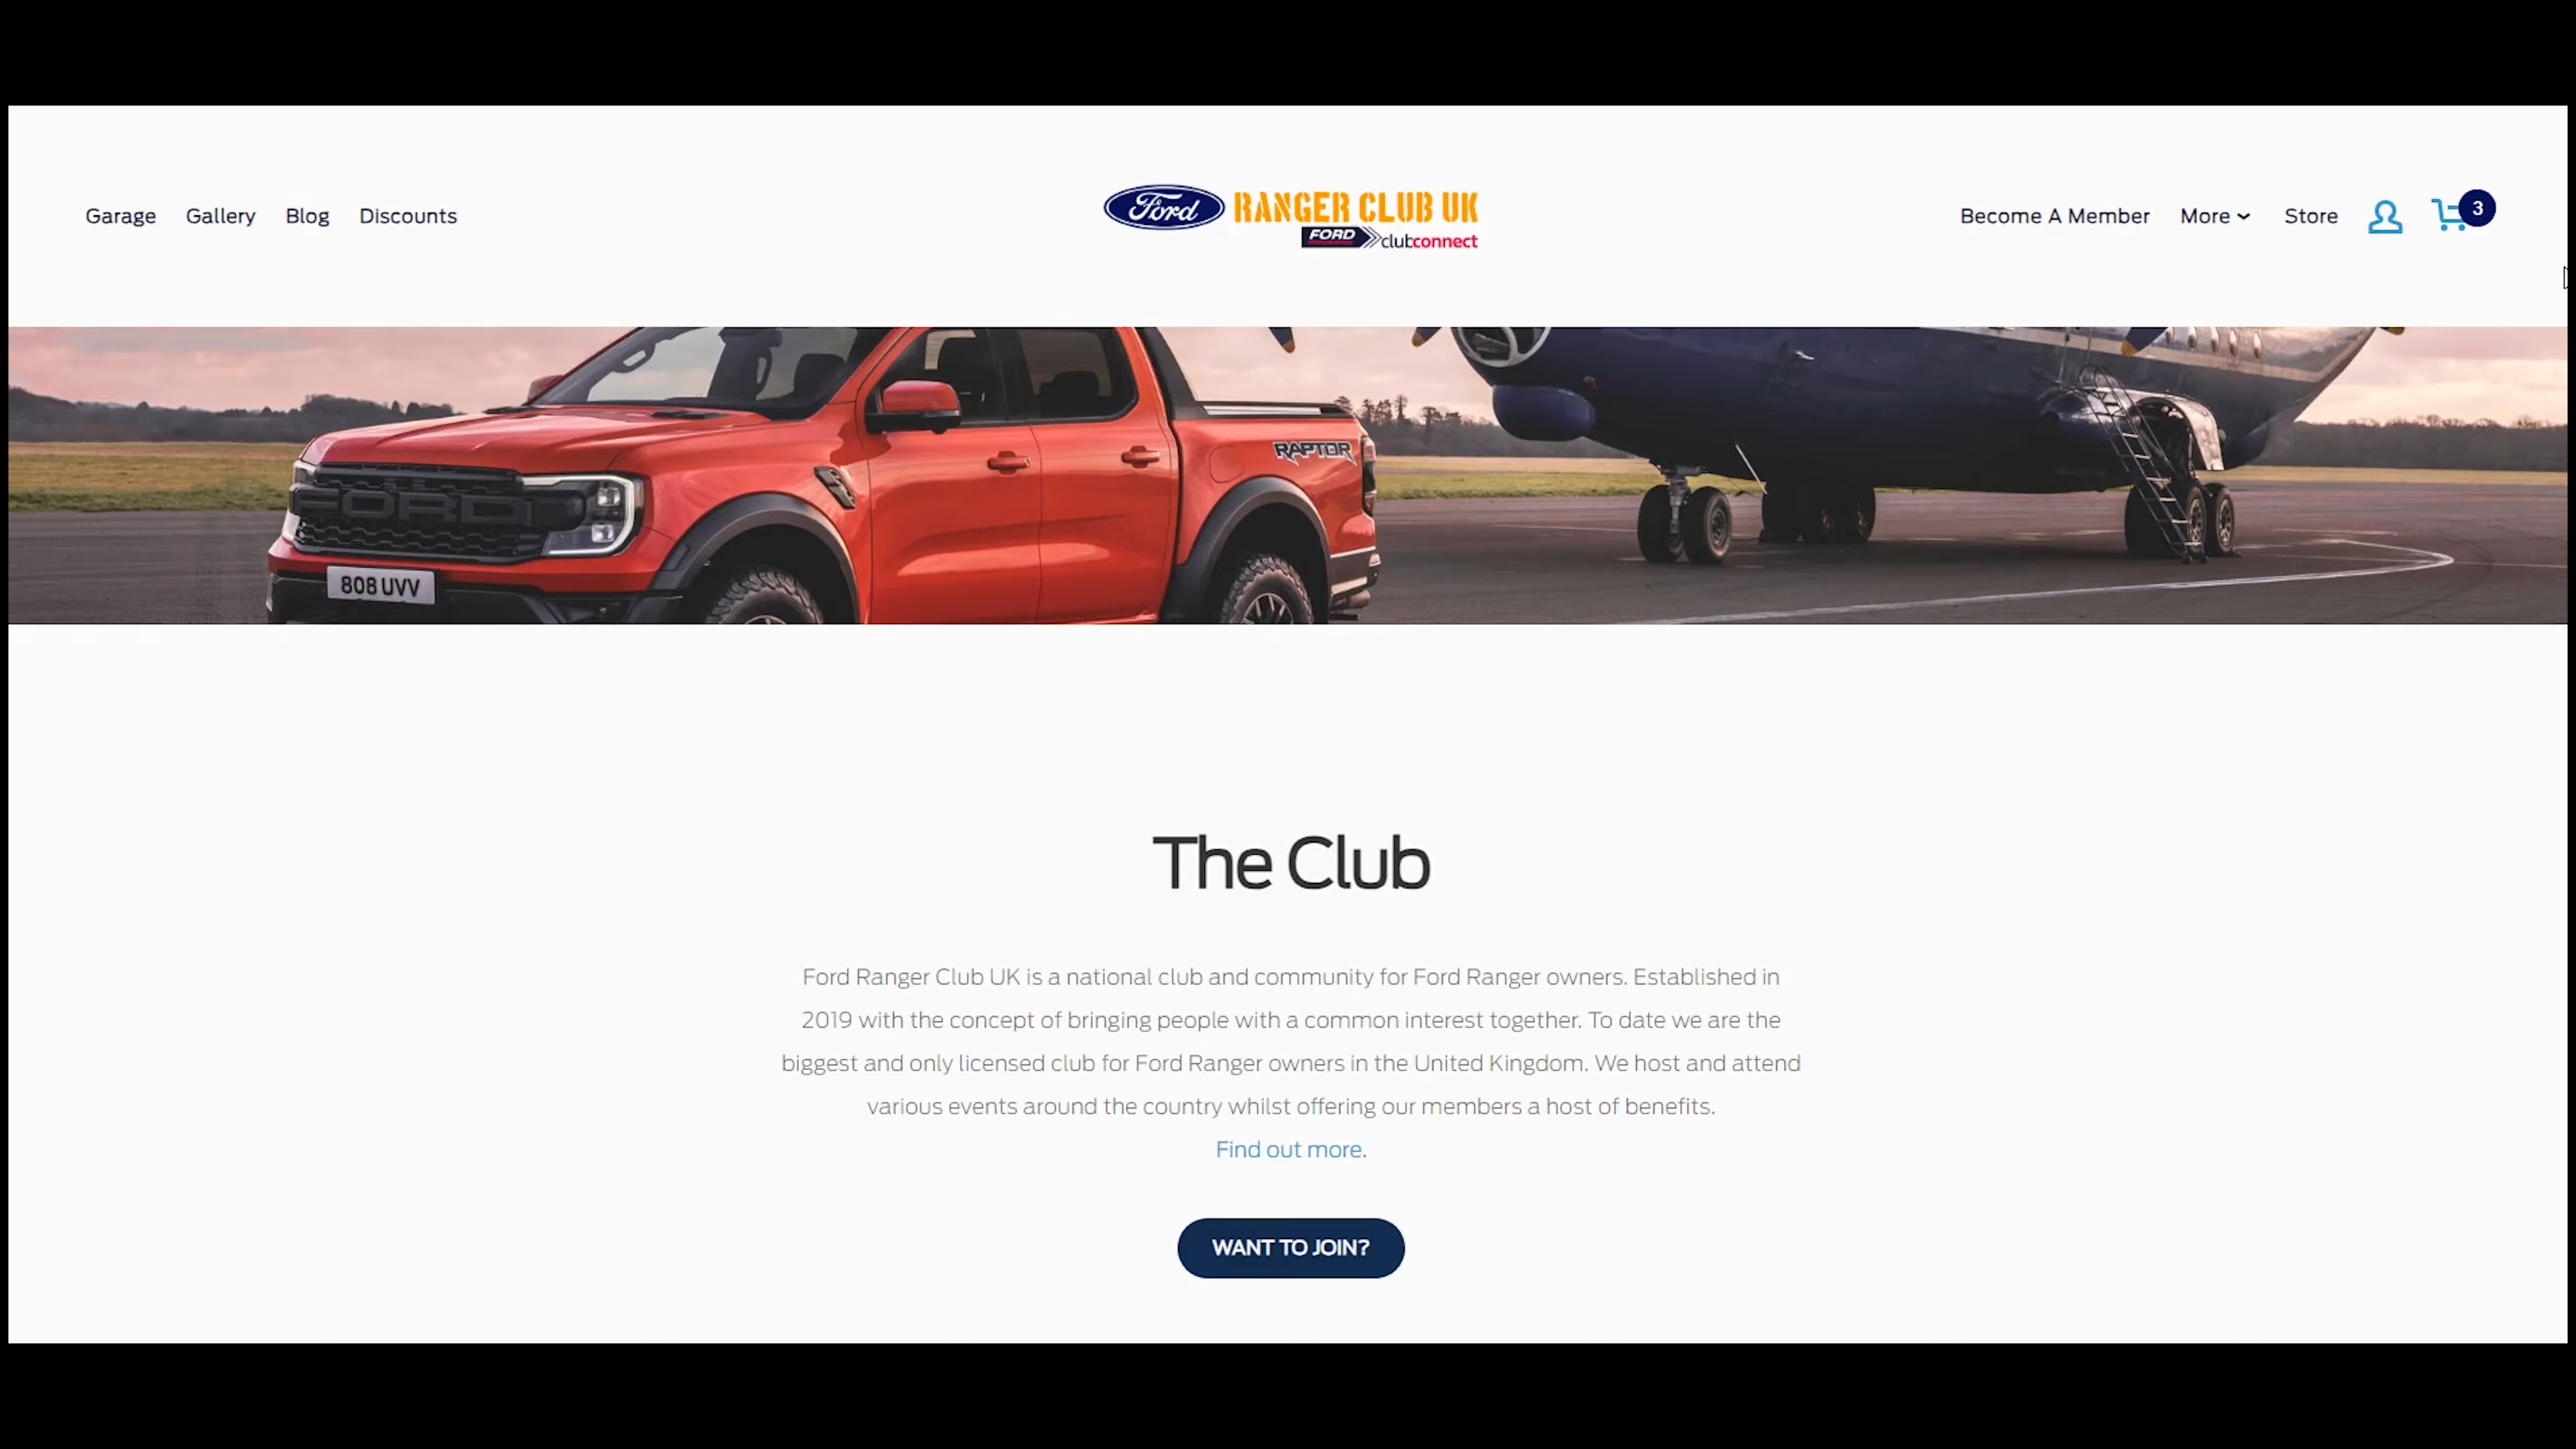 Garage Gallery Blog Discounts
Ford RANGER CLUB UK
FORD clubconnect
Become A Member More Store 3
RAPTOR
FORD
808 UVV
The Club
Ford Ranger Club UK is a national club and community for Ford Ranger owners. Established in
2019 with the concept of bringing people with a common interest together. To date we are the
biggest and only licensed club for Ford Ranger owners in the United Kingdom. We host and attend
various events around the country whilst offering our members a host of benefits.
Find out more.
WANT TO JOIN?